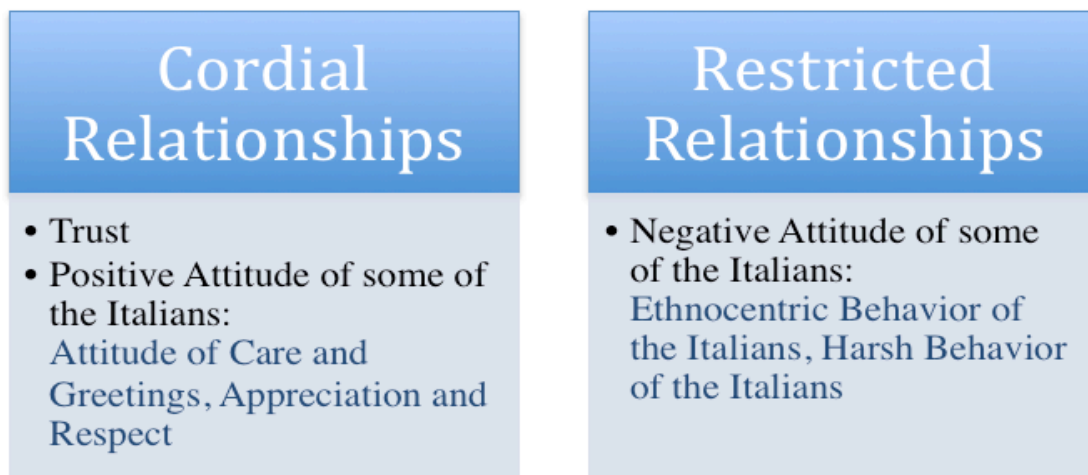 Cordial
Relationships
• Trust
• Positive Attitude of some of
the Italians:
Attitude of Care and
Greetings, Appreciation and
Respect
Restricted
Relationships
• Negative Attitude of some
of the Italians:
Ethnocentric Behavior of
the Italians, Harsh Behavior
of the Italians